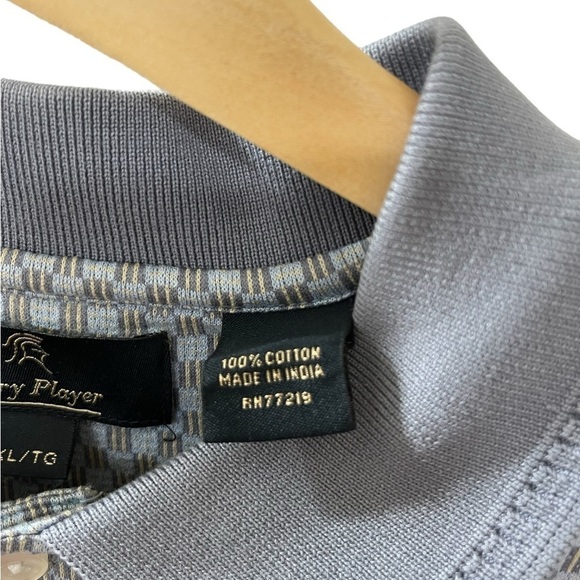 ry Player
XL/TG
100% COTTON
MADE IN INDIA
RN77219